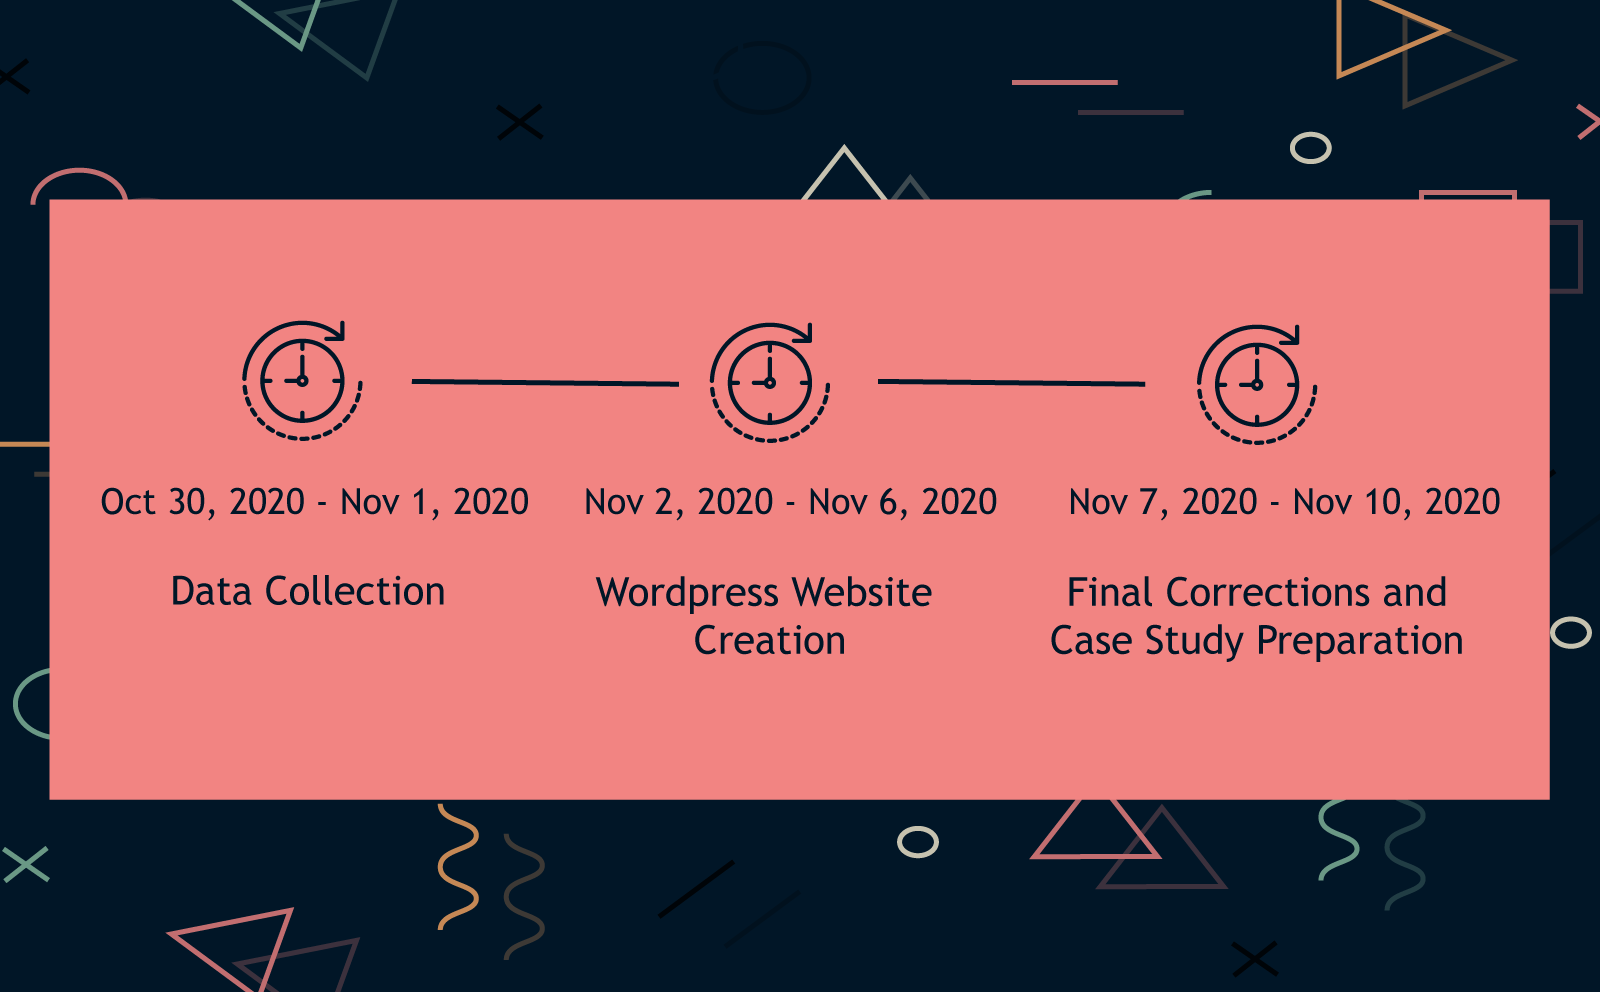 Oct 30, 2020 - Nov 1, 2020
Data Collection
Nov 2, 2020 - Nov 6, 2020
Wordpress Website
Creation
Nov 7, 2020 - Nov 10, 2020
Final Corrections and
Case Study Preparation